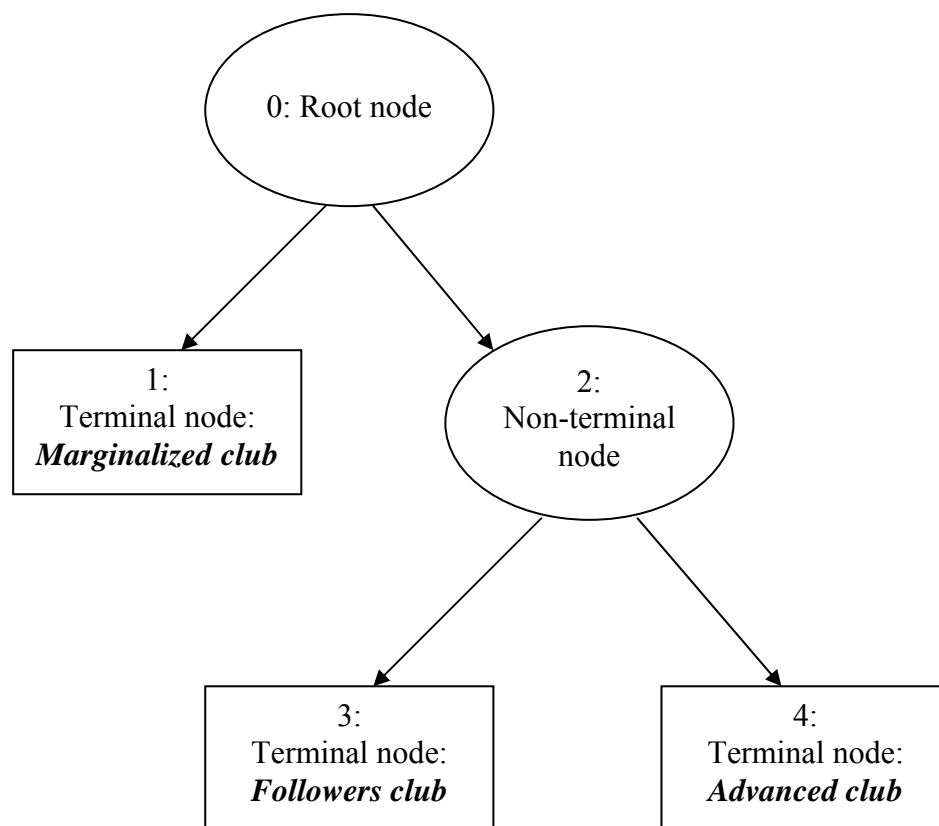 0: Root node
1:
Terminal node:
Marginalized club
2:
Non-terminal
node
3:
Terminal node:
Followers club
4:
Terminal node:
Advanced club